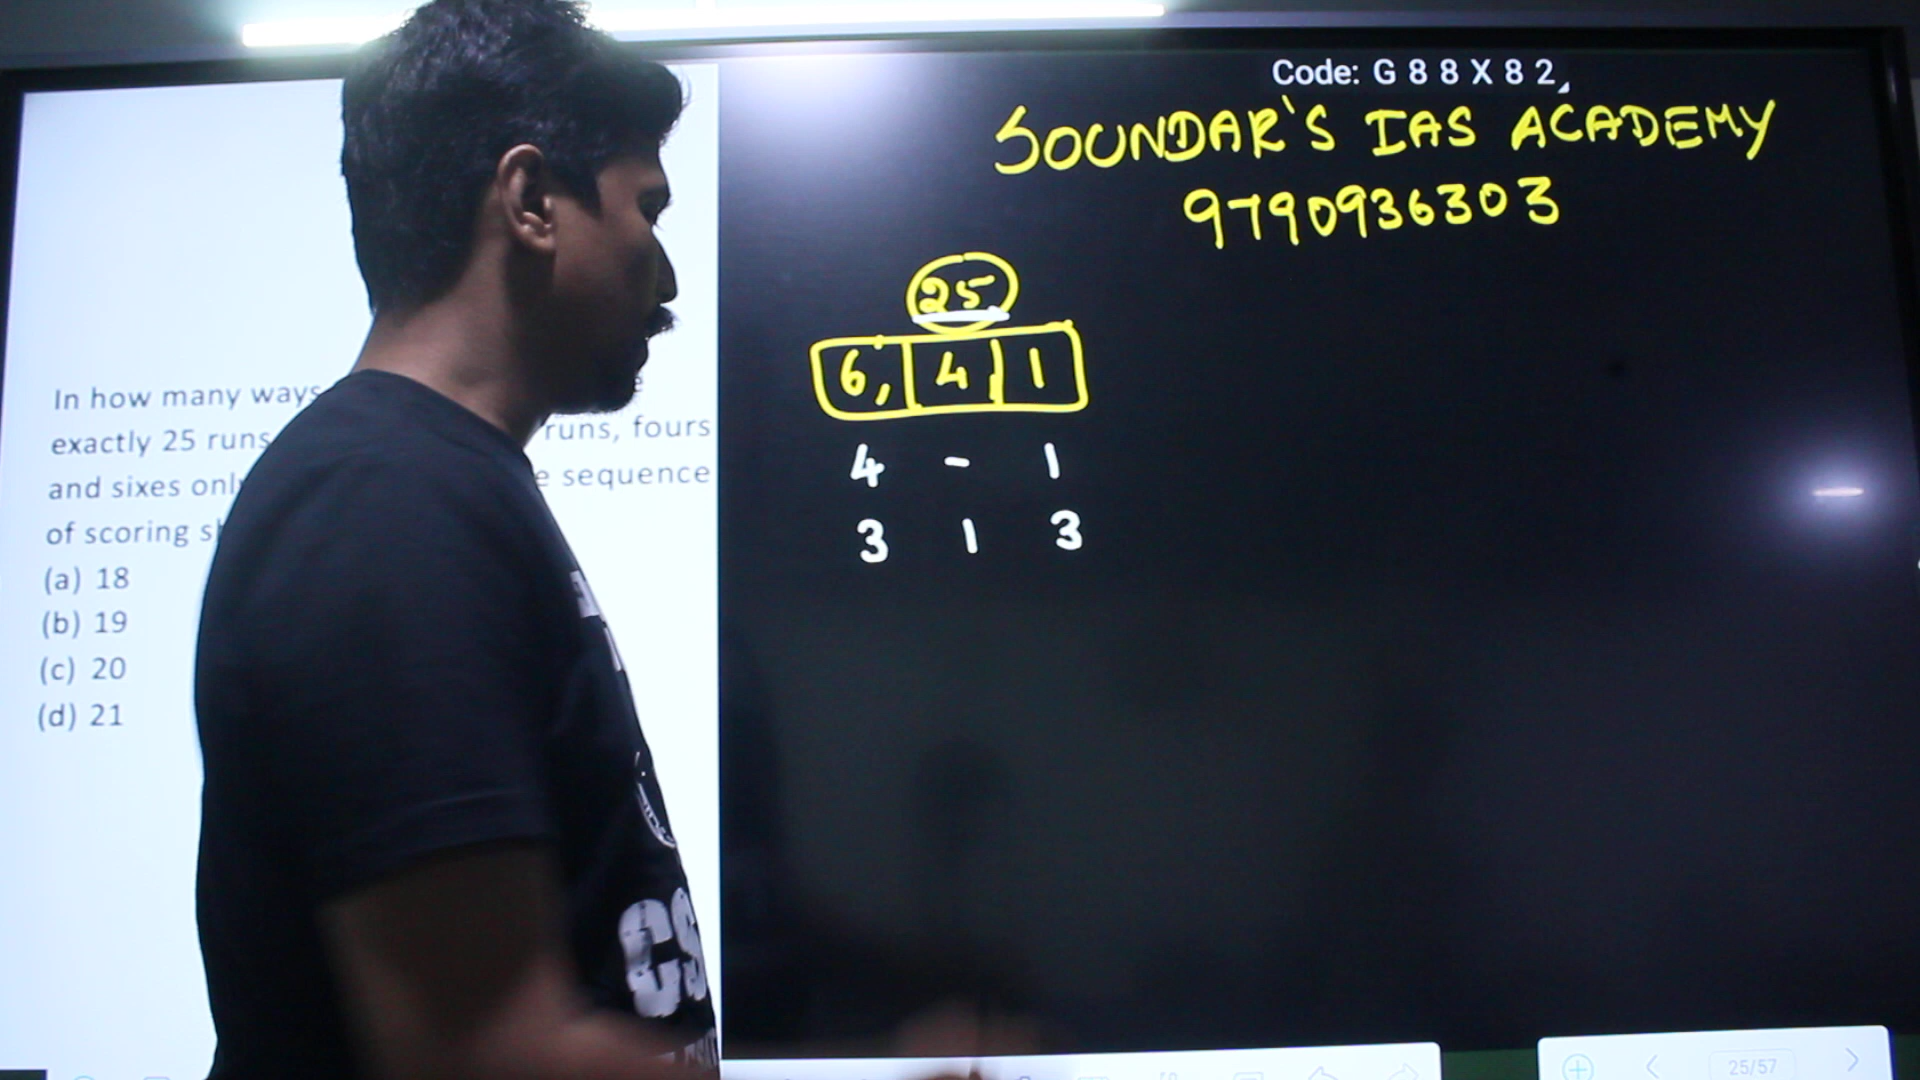 Code: G 8 8 X 8 2
SOUNDAR'S IAS ACADEMY
9790936303
25
6, 4, 1
4 - 1
3 1 3
In how many ways
exactly 25 runs runs, fours
and sixes only sequence
of scoring
(a) 18
(b) 19
(c) 20
(d) 21
25/57